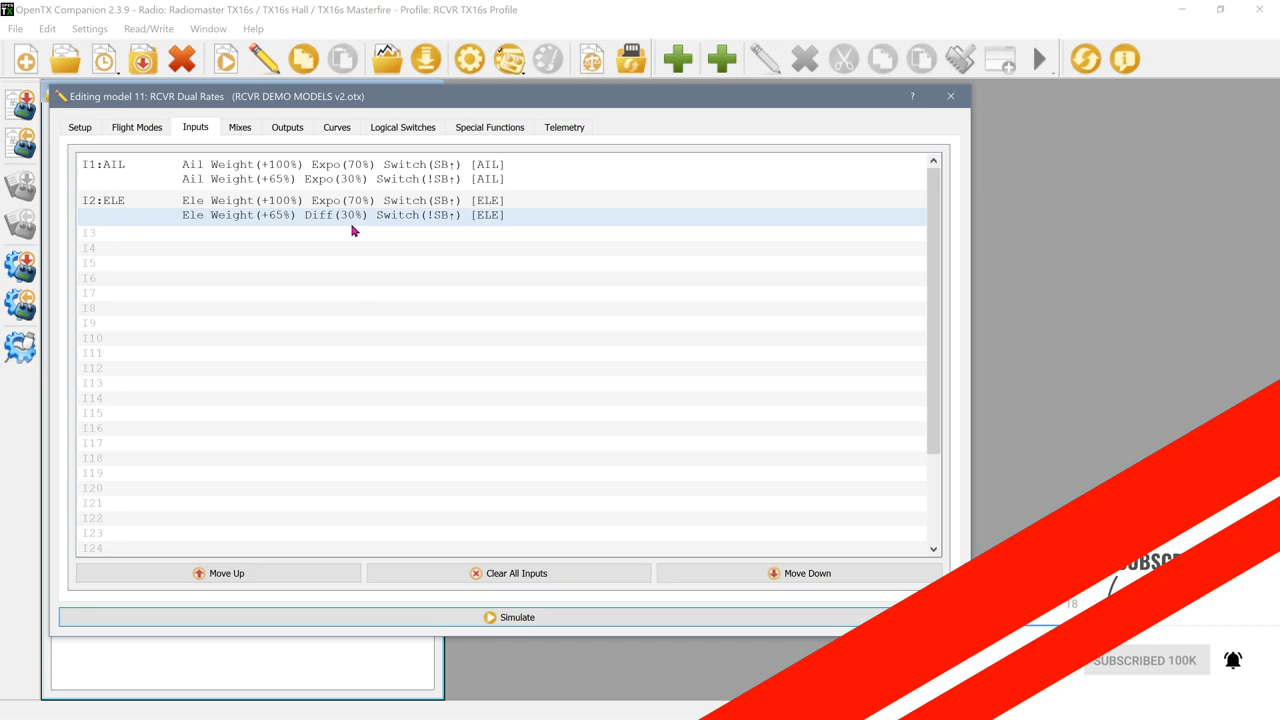 OPEN TX
OpenTX Companion 2.3.9 - Radio: Radiomaster TX16s / TX16s Hall / TX16s Masterfire - Profile: RCVR TX16s Profile
File Edit Settings Read/Write Window Help
Editing model 11: RCVR Dual Rates (RCVR DEMO MODELS v2.otx)
Setup Flight Modes Inputs Mixes Outputs Curves Logical Switches Special Functions Telemetry
I1:AIL Ail Weight(+100%) Expo(70%) Switch(SB↑) [AIL]
Ail Weight(+65%) Expo(30%) Switch(!SB↑) [AIL]
I2:ELE Ele Weight(+100%) Expo(70%) Switch(SB↑) [ELE]
Ele Weight(+65%) Diff(30%) Switch(!SB↑) [ELE]
I3
I4
I5
I6
I7
I8
I9
I10
I11
I12
I13
I14
I15
I16
I17
I18
I19
I20
I21
I22
I23
I24
Move Up Clear All Inputs Move Down
18
Simulate
SUBSCRIBED 100K